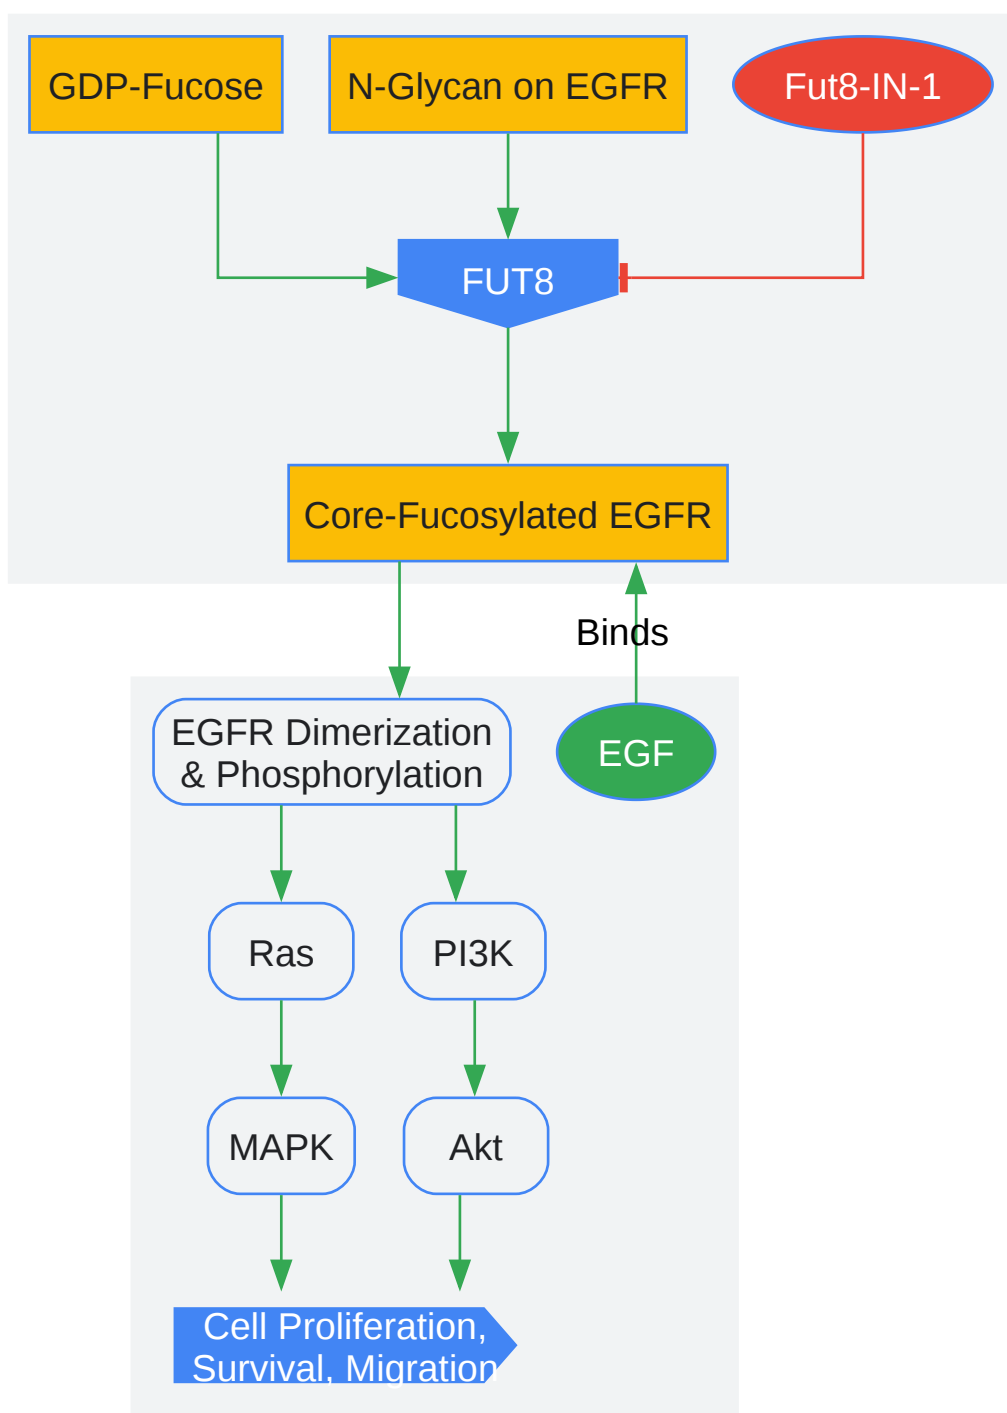 GDP-Fucose
N-Glycan on EGFR
Fut8-IN-1
FUT8
Core-Fucosylated EGFR
Binds
EGFR Dimerization
& Phosphorylation
EGF
Ras
PI3K
MAPK
Akt
Cell Proliferation,
Survival, Migration